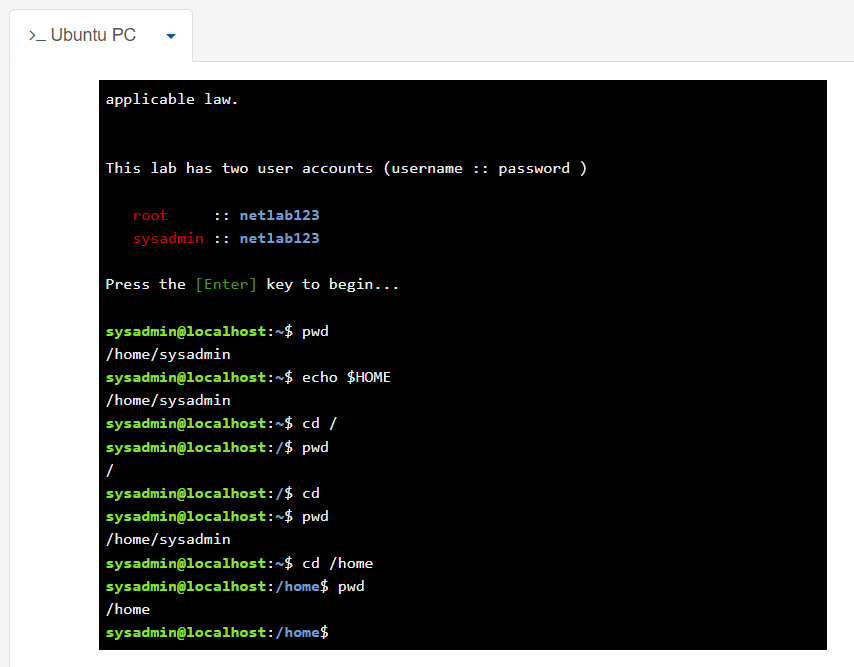 >_ Ubuntu PC
applicable law.
This lab has two user accounts (username :: password )
root :: netlab123
sysadmin :: netlab123
Press the [Enter] key to begin...
sysadmin@localhost:~$ pwd
/home/sysadmin
sysadmin@localhost:~$ echo $HOME
/home/sysadmin
sysadmin@localhost:~$ cd /
sysadmin@localhost:/$ pwd
/
sysadmin@localhost:/$ cd
sysadmin@localhost:~$ pwd
/home/sysadmin
sysadmin@localhost:~$ cd /home
sysadmin@localhost:/home$ pwd
/home
sysadmin@localhost:/home$